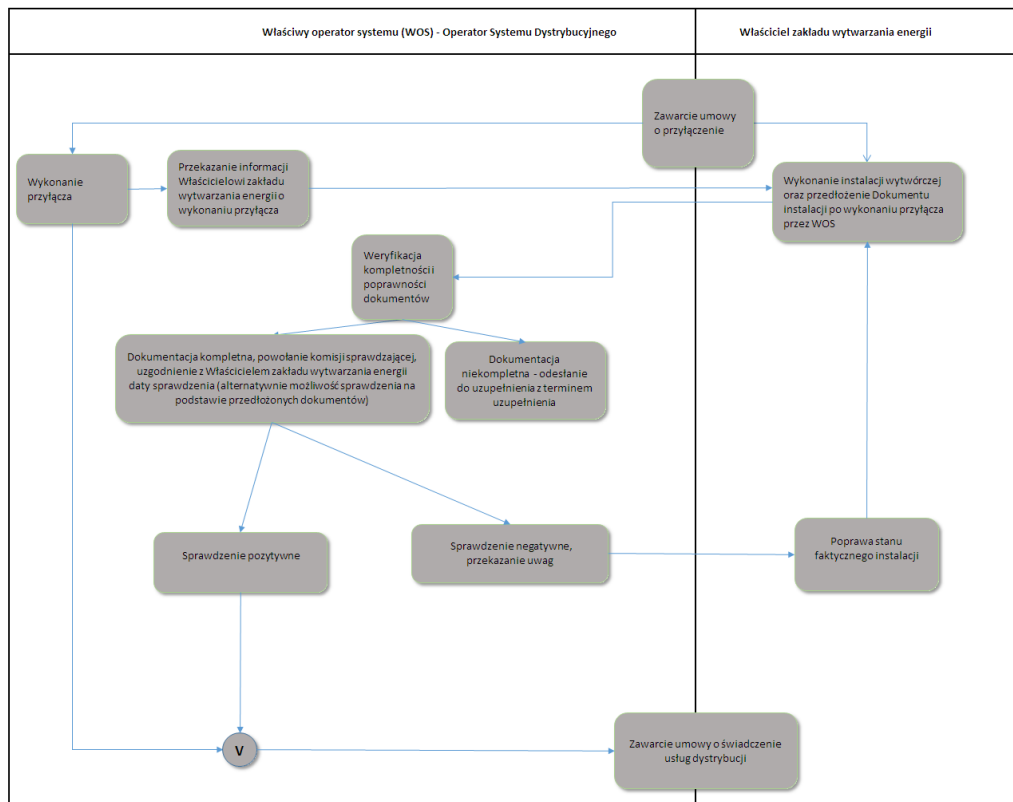 Właściwy operator systemu (WOS) - Operator Systemu Dystrybucyjnego
Właściciel zakładu wytwarzania energii
Zawarcie umowy
o przyłączenie
Wykonanie
przyłącza
Przekazanie informacji
Właścicielowi zakładu
wytwarzania energii o
wykonaniu przyłącza
Wykonanie instalacji wytwórczej
oraz przedłożenie Dokumentu
instalacji po wykonaniu przyłącza
przez WOS
Weryfikacja
kompletności i
poprawności
dokumentów
Dokumentacja kompletna, powołanie komisji sprawdzającej,
uzgodnienie z Właścicielem zakładu wytwarzania energii
daty sprawdzenia (alternatywnie możliwość sprawdzenia na
podstawie przedłożonych dokumentów)
Dokumentacja
niekompletna - odesłanie
do uzupełnienia z terminem
uzupełnienia
Sprawdzenie pozytywne
Sprawdzenie negatywne,
przekazanie uwag
Poprawa stanu
faktycznego instalacji
V
Zawarcie umowy o świadczenie
usług dystrybucji